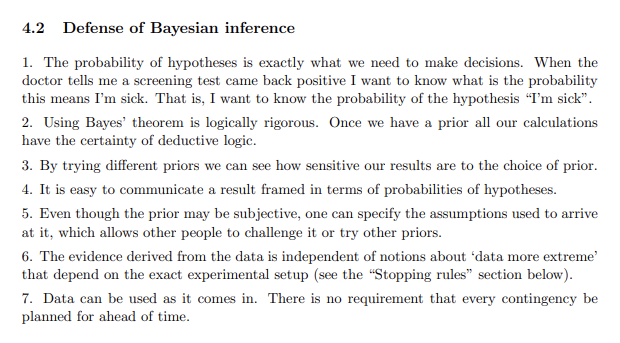 4.2 Defense of Bayesian inference
1. The probability of hypotheses is exactly what we need to make decisions. When the
doctor tells me a screening test came back positive I want to know what is the probability
this means I'm sick. That is, I want to know the probability of the hypothesis “I'm sick”.
2. Using Bayes' theorem is logically rigorous. Once we have a prior all our calculations
have the certainty of deductive logic.
3. By trying different priors we can see how sensitive our results are to the choice of prior.
4. It is easy to communicate a result framed in terms of probabilities of hypotheses.
5. Even though the prior may be subjective, one can specify the assumptions used to arrive
at it, which allows other people to challenge it or try other priors.
6. The evidence derived from the data is independent of notions about ‘data more extreme’
that depend on the exact experimental setup (see the “Stopping rules” section below).
7. Data can be used as it comes in. There is no requirement that every contingency be
planned for ahead of time.